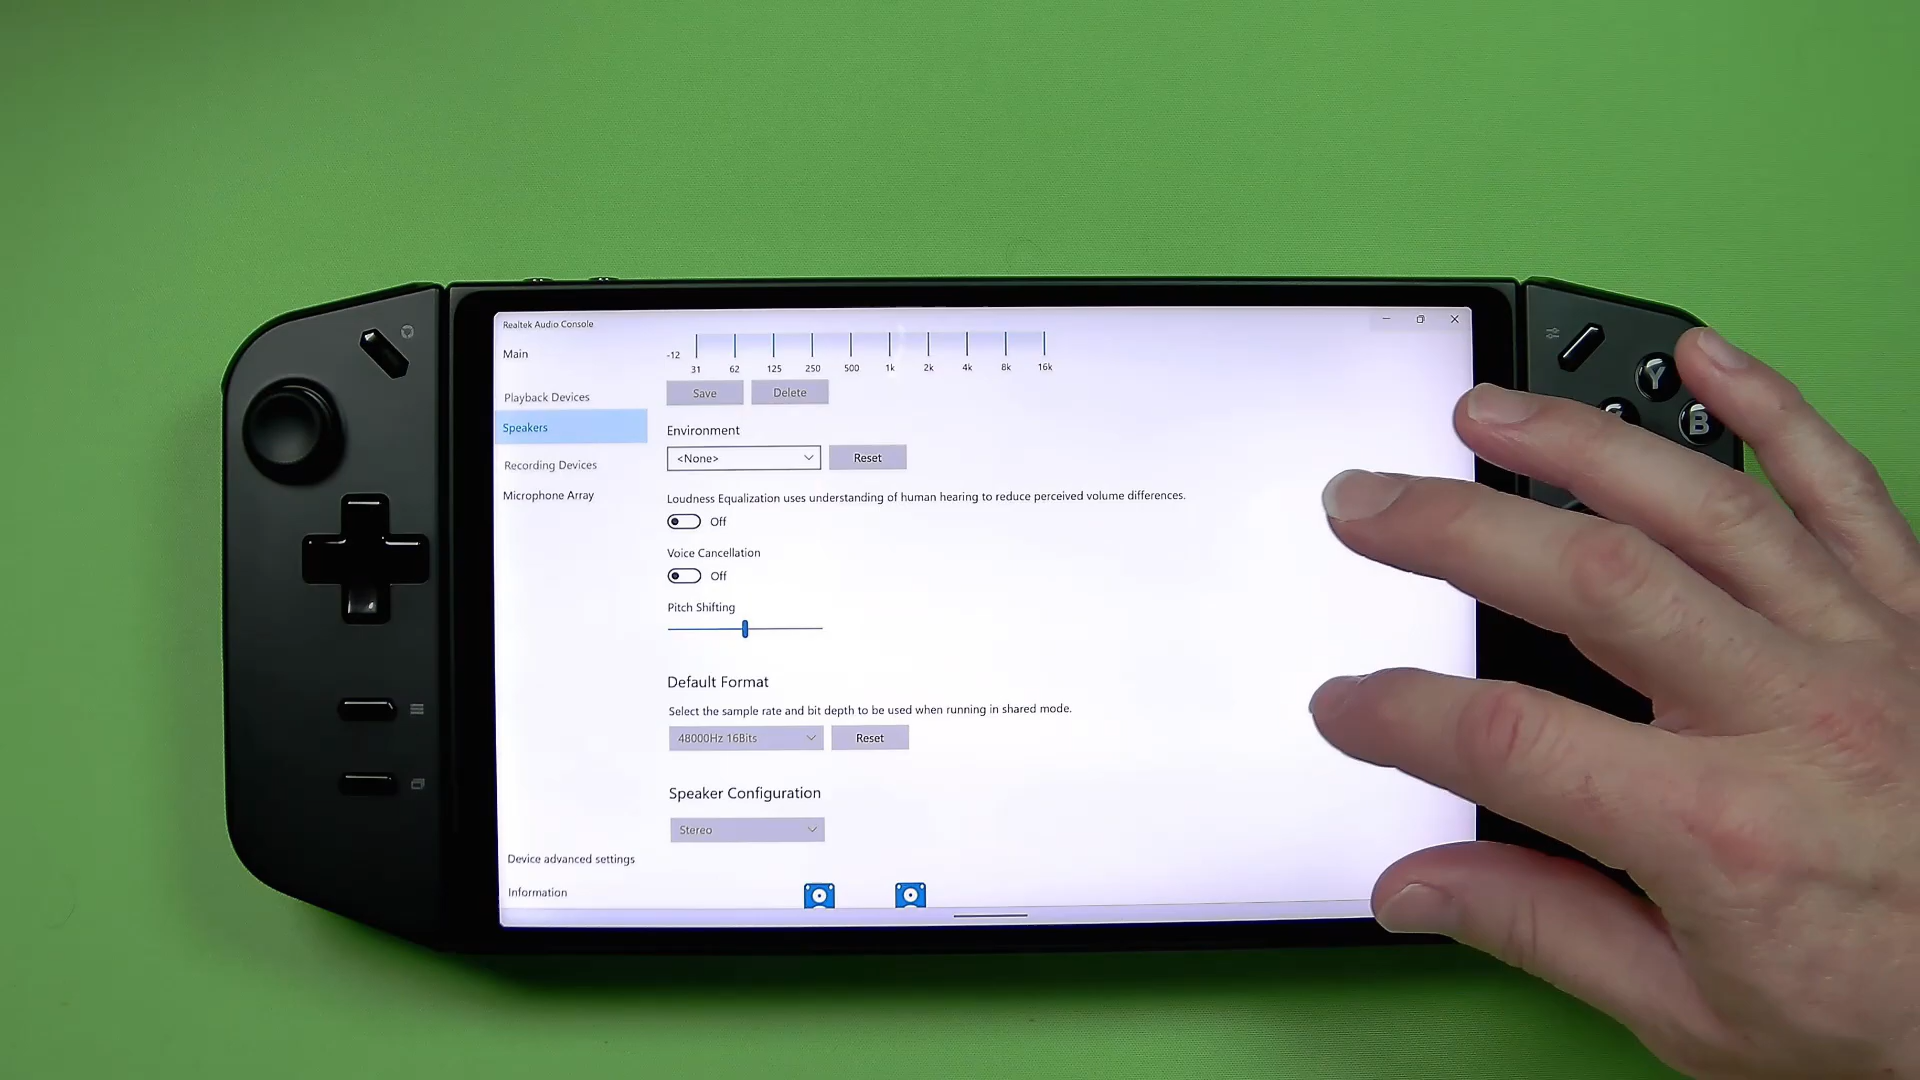 Realtek Audio Console
Main
Playback Devices
Speakers
Recording Devices
Microphone Array
Device advanced settings
Information
-12
31 62 125 250 500 1k 2k 4k 8k 16k
Save Delete
Environment
<None> Reset
Loudness Equalization uses understanding of human hearing to reduce perceived volume differences.
Off
Voice Cancellation
Off
Pitch Shifting
Default Format
Select the sample rate and bit depth to be used when running in shared mode.
48000Hz 16Bits Reset
Speaker Configuration
Stereo
Y
B